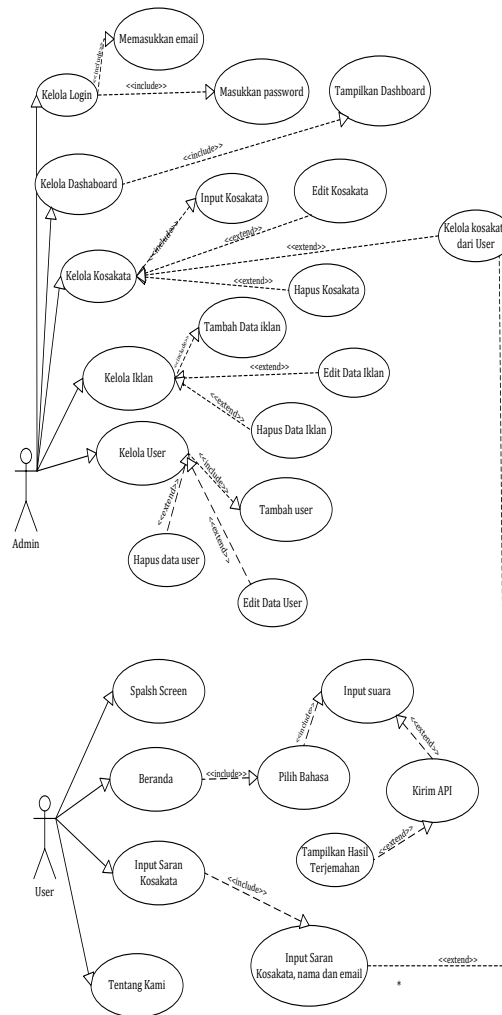 Memasukkan email
<<include>>
Kelola Login
<<include>>
Masukkan password
Tampilkan Dashboard
<<include>>
Kelola Dashaboard
Edit Kosakata
Input Kosakata
<<include>>
<<extend>>
Kelola kosakat
dari User
<<extend>>
Kelola Kosakata
<<extend>>
Hapus Kosakata
Tambah Data iklan
<<include>>
Kelola Iklan
<<extend>>
Edit Data Iklan
<<extend>>
Hapus Data Iklan
Kelola User
<<include>>
Tambah user
<<extend>>
<<extend>>
Hapus data user
Edit Data User
Admin
Spalsh Screen
Input suara
<<include>>
<<extend>>
Beranda
<<include>>
Pilih Bahasa
Kirim API
<<extend>>
Tampilkan Hasil
Terjemahan
User
Input Saran
Kosakata
<<include>>
Input Saran
Kosakata, nama dan email
<<extend>>
*
Tentang Kami